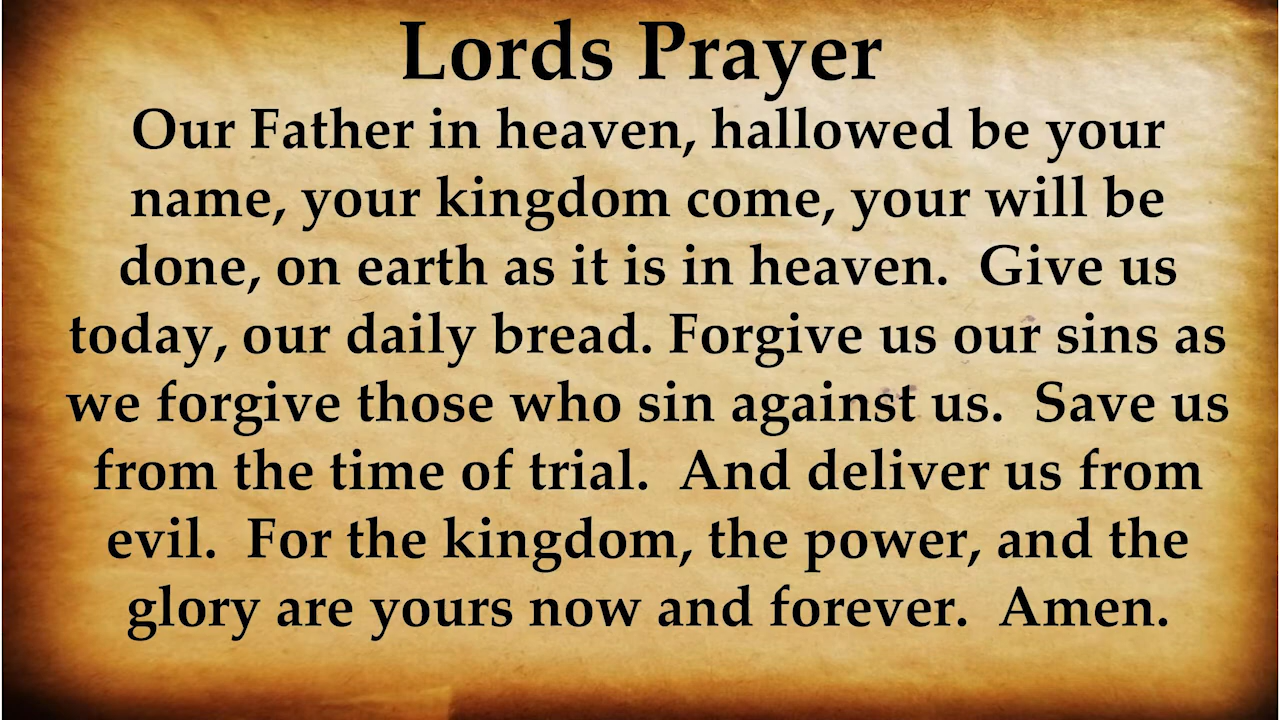 Lords Prayer
Our Father in heaven, hallowed be your
name, your kingdom come, your will be
done, on earth as it is in heaven.  Give us
today, our daily bread. Forgive us our sins as
we forgive those who sin against us.  Save us
from the time of trial.  And deliver us from
evil.  For the kingdom, the power, and the
glory are yours now and forever.  Amen.